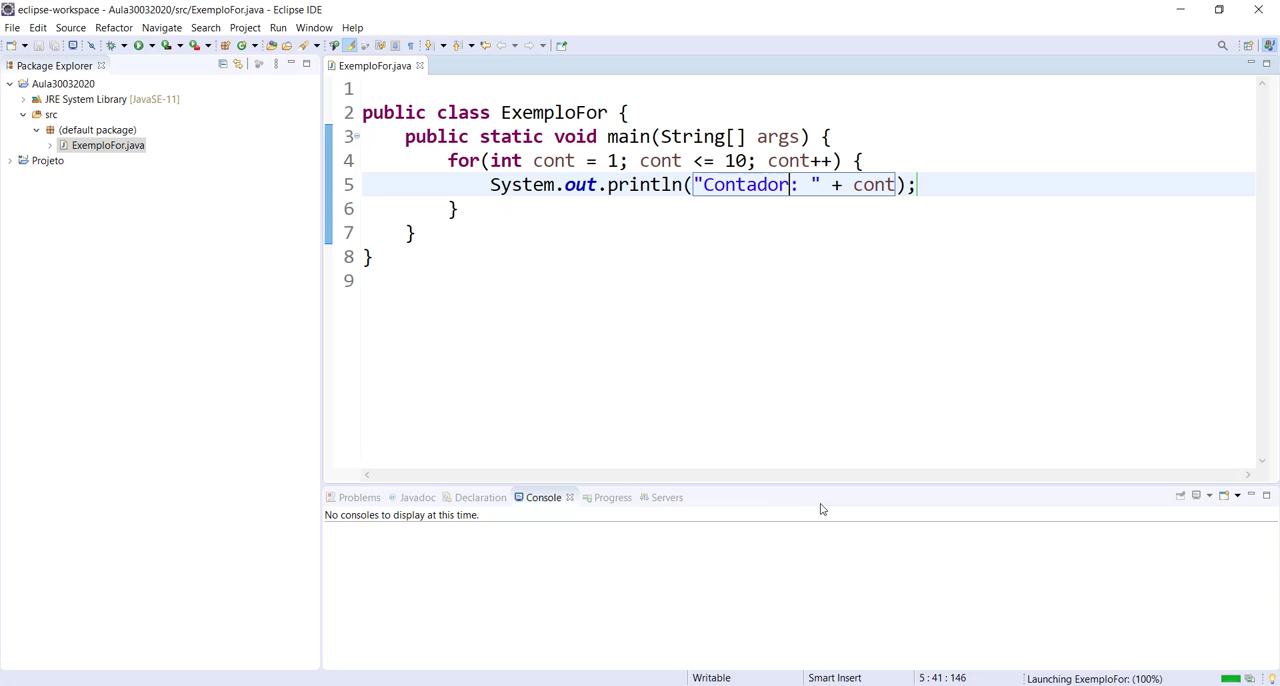 eclipse-workspace - Aula30032020/src/ExemploFor.java - Eclipse IDE
File Edit Source Refactor Navigate Search Project Run Window Help
Package Explorer
Aula30032020
JRE System Library [JavaSE-11]
src
(default package)
ExemploFor.java
Projeto
ExemploFor.java
1
2 public class ExemploFor {
3 public static void main(String[] args) {
4 for(int cont = 1; cont <= 10; cont++) {
5 System.out.println("Contador: " + cont);
6 }
7 }
8 }
9
Problems Javadoc Declaration Console Progress Servers
No consoles to display at this time.
Writable Smart Insert 5 : 41 : 146 Launching ExemploFor: (100%)